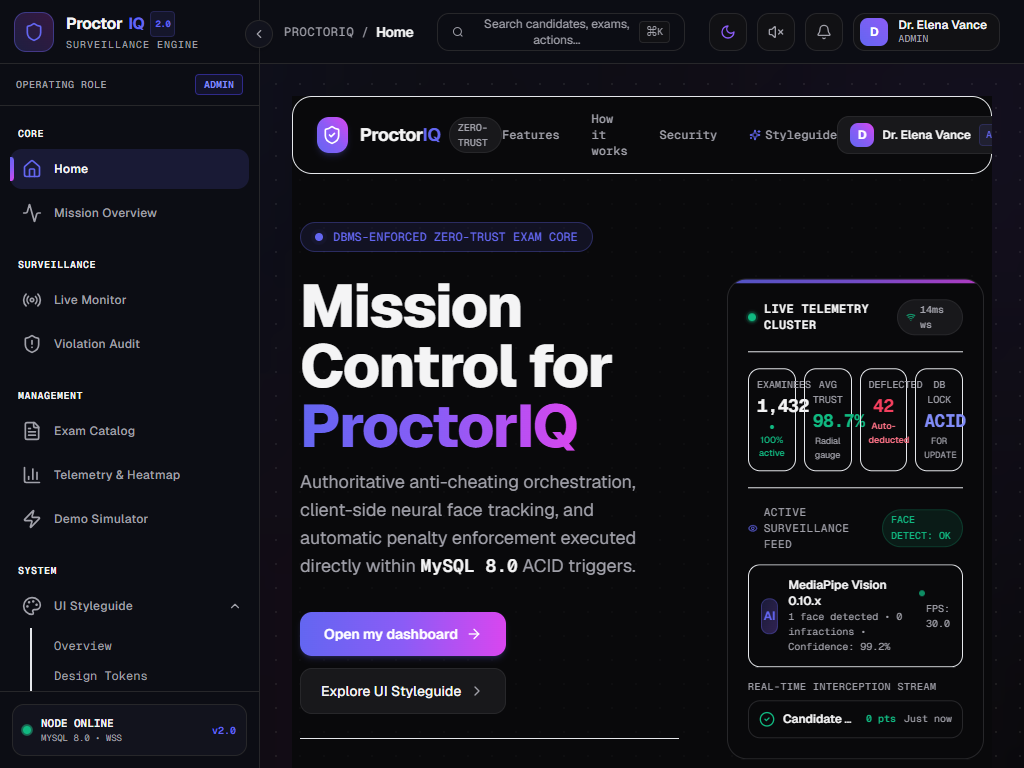 Proctor IQ 2.0
SURVEILLANCE ENGINE
OPERATING ROLE ADMIN
CORE
Home
Mission Overview
SURVEILLANCE
Live Monitor
Violation Audit
MANAGEMENT
Exam Catalog
Telemetry & Heatmap
Demo Simulator
SYSTEM
UI Styleguide
Overview
Design Tokens
NODE ONLINE
MYSQL 8.0 • WSS
v2.0
PROCTORIQ / Home
Search candidates, exams,
actions…
⌘K
D
Dr. Elena Vance
ADMIN
ProctorIQ
ZERO-
TRUST
Features
How
it
works
Security
Styleguide
D Dr. Elena Vance A
DBMS-ENFORCED ZERO-TRUST EXAM CORE
Mission
Control for
ProctorIQ
Authoritative anti-cheating orchestration,
client-side neural face tracking, and
automatic penalty enforcement executed
directly within MySQL 8.0 ACID triggers.
Open my dashboard
Explore UI Styleguide
LIVE TELEMETRY
CLUSTER
14ms
ws
EXAMINEES
1,432
•
100%
active
AVG
TRUST
98.7%
Radial
gauge
DEFLECTED
42
Auto-
deducted
DB
LOCK
ACID
FOR
UPDATE
ACTIVE
SURVEILLANCE
FEED
FACE
DETECT: OK
AI
MediaPipe Vision
0.10.x
1 face detected • 0
infractions •
Confidence: 99.2%
FPS:
30.0
REAL-TIME INTERCEPTION STREAM
Candidate … 0 pts Just now